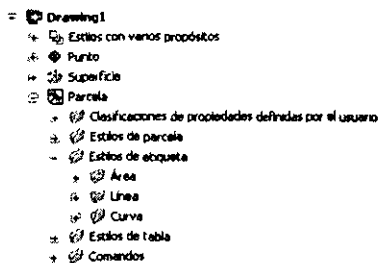 Drawing1
Estilos con varios propósitos
Punto
Superficie
Parcela
Clasificaciones de propiedades definidas por el usuario
Estilos de parcela
Estilos de etiqueta
Área
Línea
Curva
Estilos de tabla
Comandos